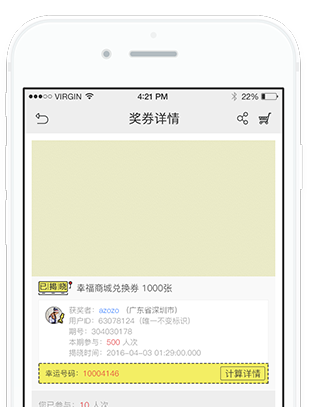 VIRGIN 4:21 PM 22%
奖券详情
已揭晓 幸福商城兑换券 1000张
获奖者：azozo （广东省深圳市）
用户ID：63078124（唯一不变标识）
期号：304030178
本期参与：500 人次
揭晓时间：2016-04-03 01:29:00.000
幸运号码：10004146 计算详情
您已参与：10 人次